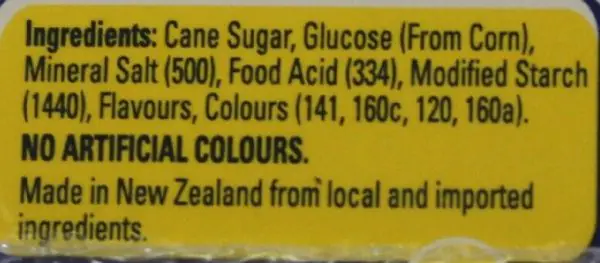 Ingredients: Cane Sugar, Glucose (From Corn),
Mineral Salt (500), Food Acid (334), Modified Starch
(1440), Flavours, Colours (141, 160c, 120, 160a).
NO ARTIFICIAL COLOURS.
Made in New Zealand from local and imported
ingredients.